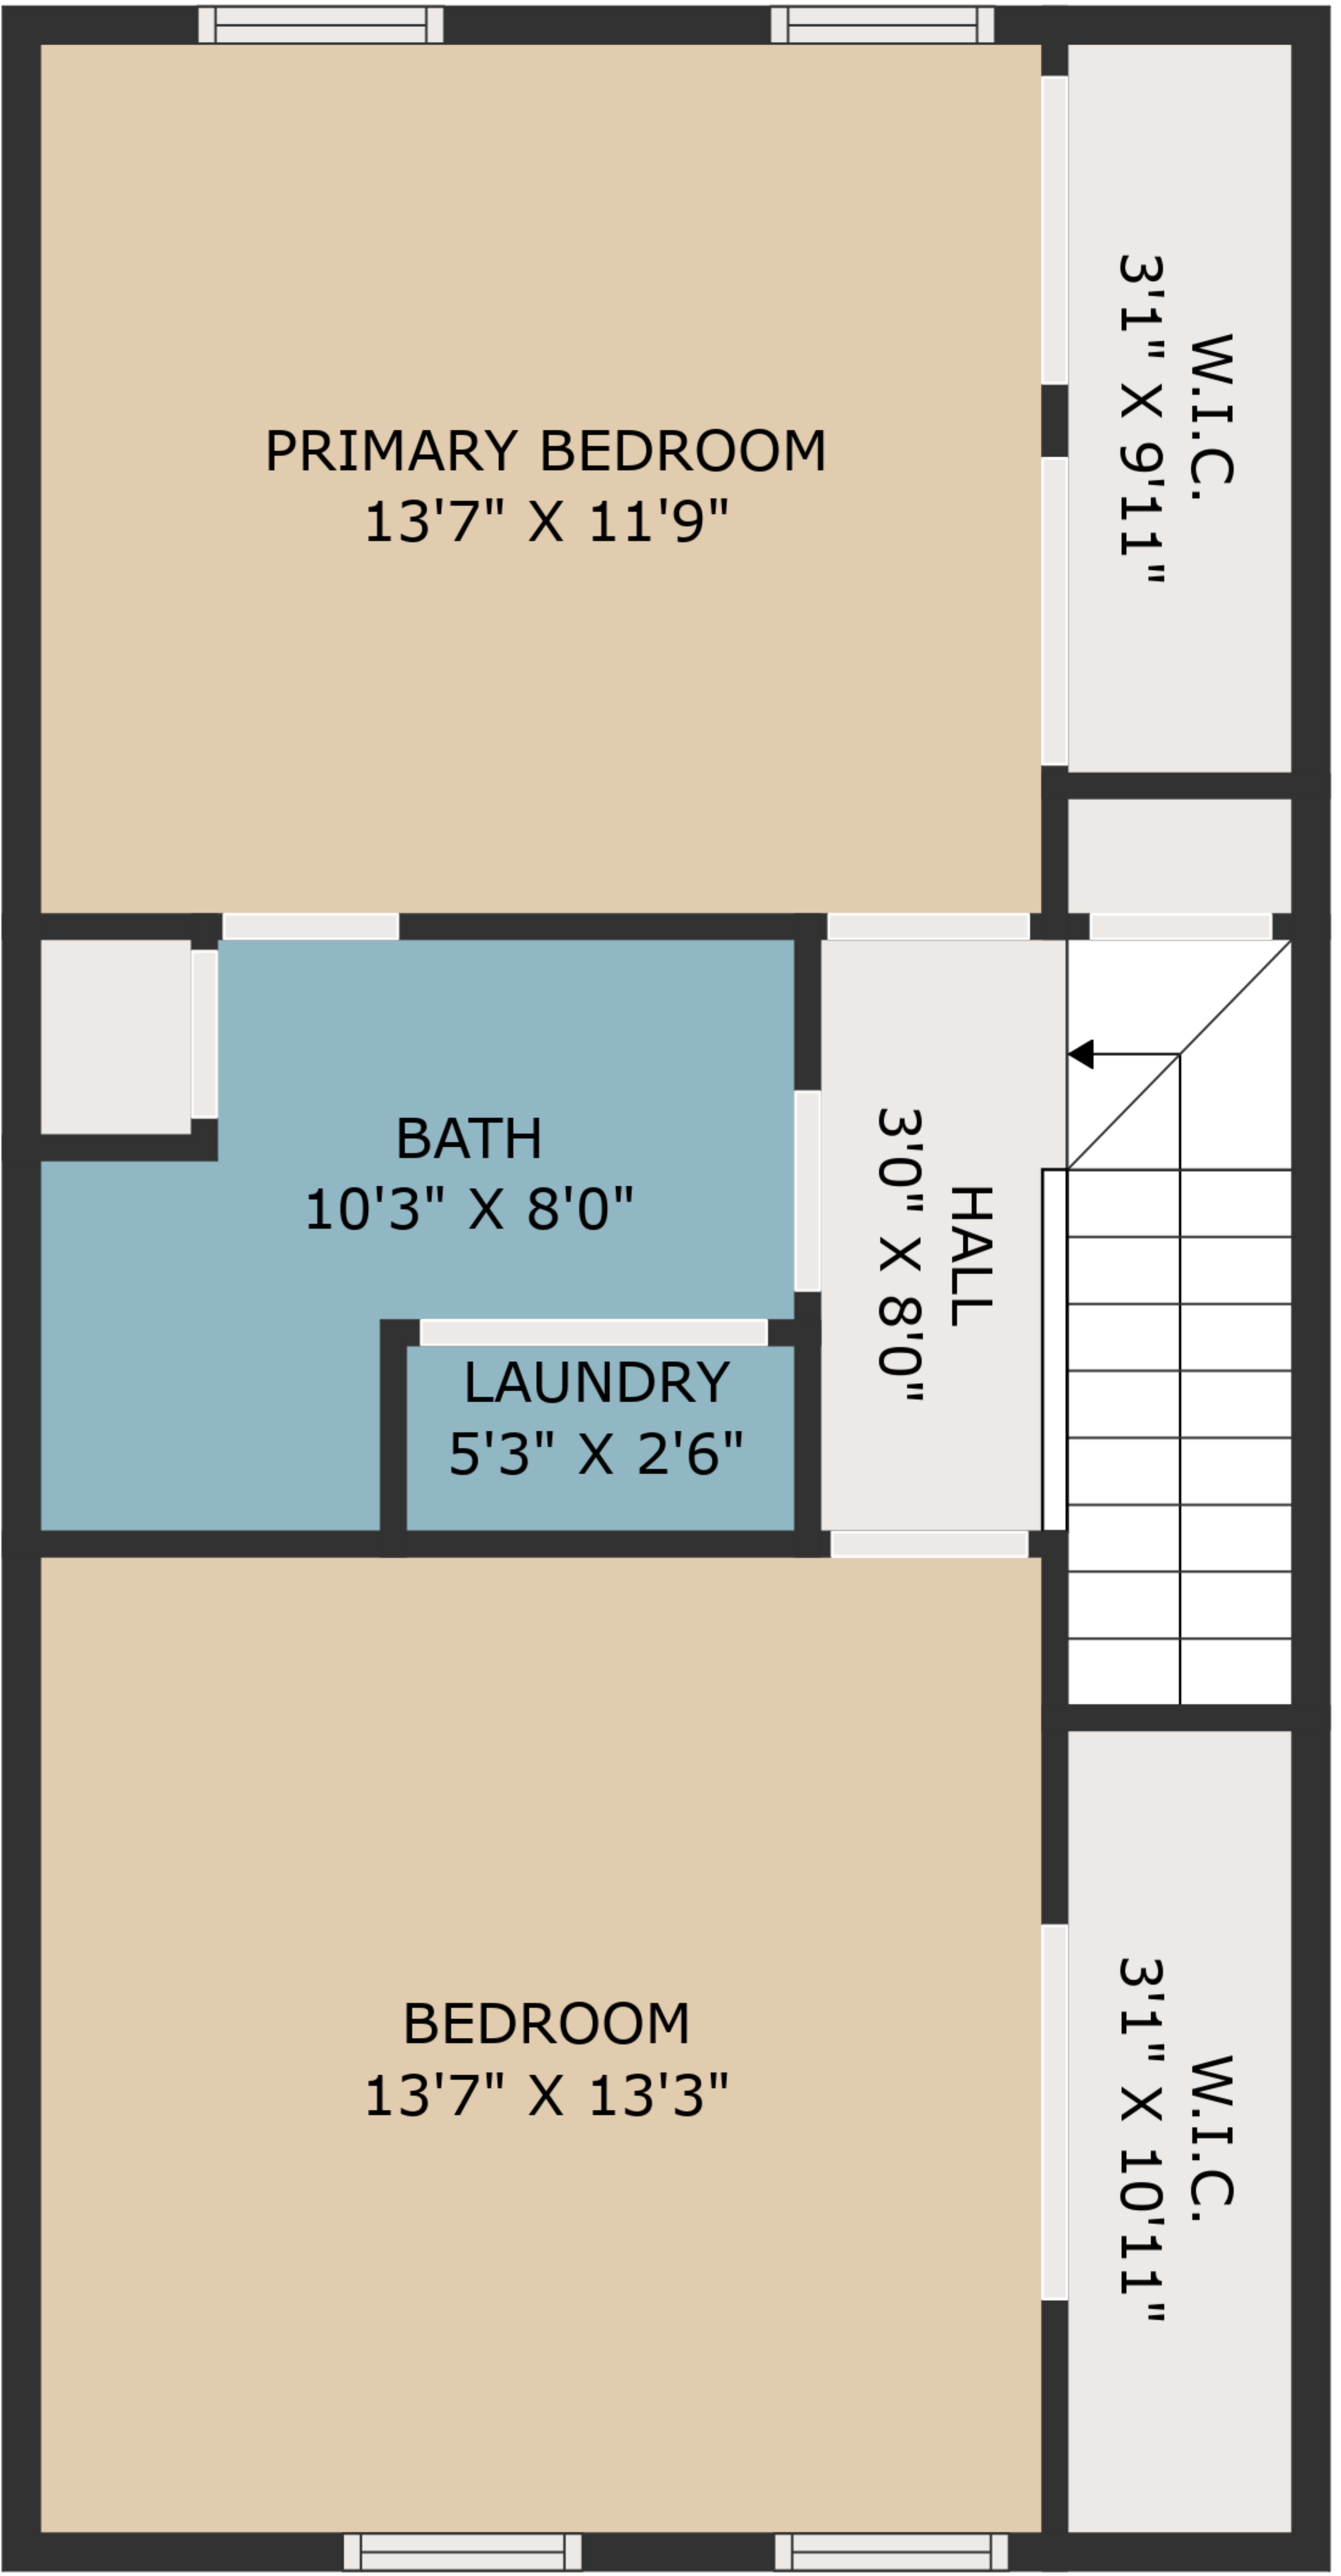 PRIMARY BEDROOM
13'7" X 11'9"
W.I.C.
3'1" X 9'11"
BATH
10'3" X 8'0"
HALL
3'0" X 8'0"
LAUNDRY
5'3" X 2'6"
BEDROOM
13'7" X 13'3"
W.I.C.
3'1" X 10'11"